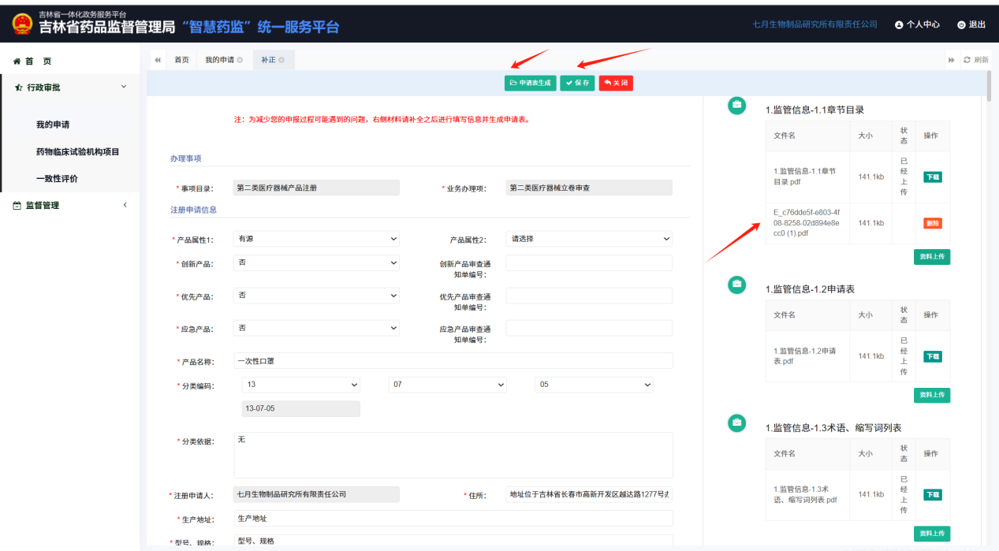 吉林省一体化政务服务平台
吉林省药品监督管理局 “智慧药监” 统一服务平台
七月生物制品研究所有限责任公司 个人中心 退出
首 页
行政审批
我的申请
药物临床试验机构项目
一致性评价
监督管理
首页 我的申请 补正 刷新
申请表生成 保存 关闭
注：为减少您的申报过程可能遇到的问题，右侧材料请补全之后进行填写信息并生成申请表。
办理事项
* 事项目录： 第二类医疗器械产品注册 * 业务办理项： 第二类医疗器械立卷审查
注册申请信息
* 产品属性1： 有源 产品属性2： 请选择
* 创新产品： 否 创新产品审查通
知单编号：
* 优先产品： 否 优先产品审查通
知单编号：
* 应急产品： 否 应急产品审查通
知单编号：
* 产品名称： 一次性口罩
* 分类编码： 13 07 05
13-07-05
* 分类依据： 无
* 注册申请人： 七月生物制品研究所有限责任公司 * 住所： 地址位于吉林省长春市高新开发区越达路1277号
* 生产地址： 生产地址
* 型号、规格： 型号、规格
1.监管信息-1.1章节目录
文件名 大小 状
态 操作
1.监管信息-1.1章节
目录.pdf 141.1kb 已
经
上
传 下载
E_c76dde5f-e803-4f
08-8258-02d894e8e
cc0 (1).pdf 141.1kb 删除
资料上传
1.监管信息-1.2申请表
文件名 大小 状
态 操作
1.监管信息-1.2申请
表.pdf 141.1kb 已
经
上
传 下载
资料上传
1.监管信息-1.3术语、缩写词列表
文件名 大小 状
态 操作
1.监管信息-1.3术
语、缩写词列表.pdf 141.1kb 已
经
上
传 下载
资料上传